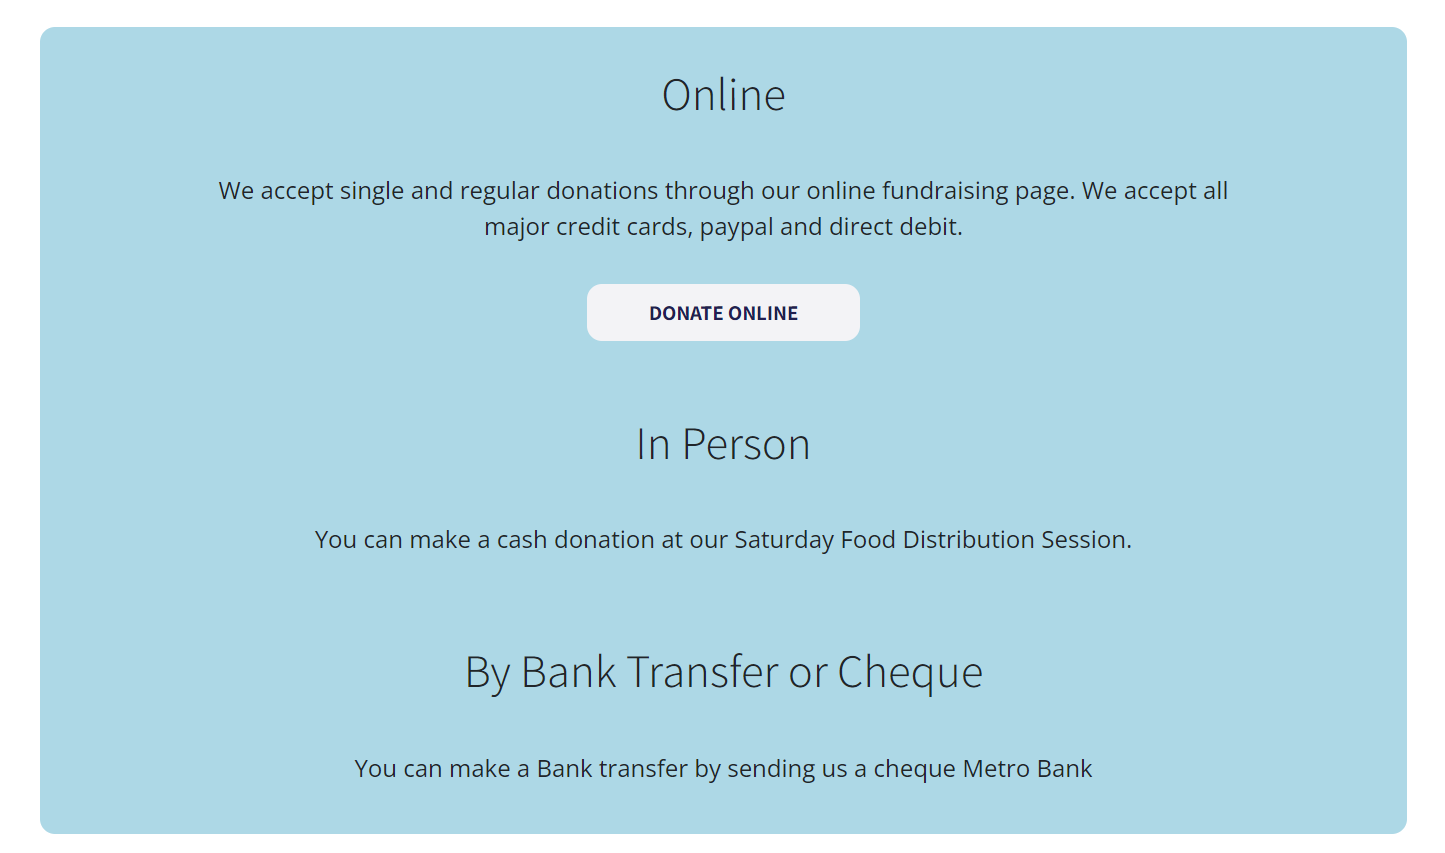 Online
We accept single and regular donations through our online fundraising page. We accept all
major credit cards, paypal and direct debit.
DONATE ONLINE
In Person
You can make a cash donation at our Saturday Food Distribution Session.
By Bank Transfer or Cheque
You can make a Bank transfer by sending us a cheque Metro Bank